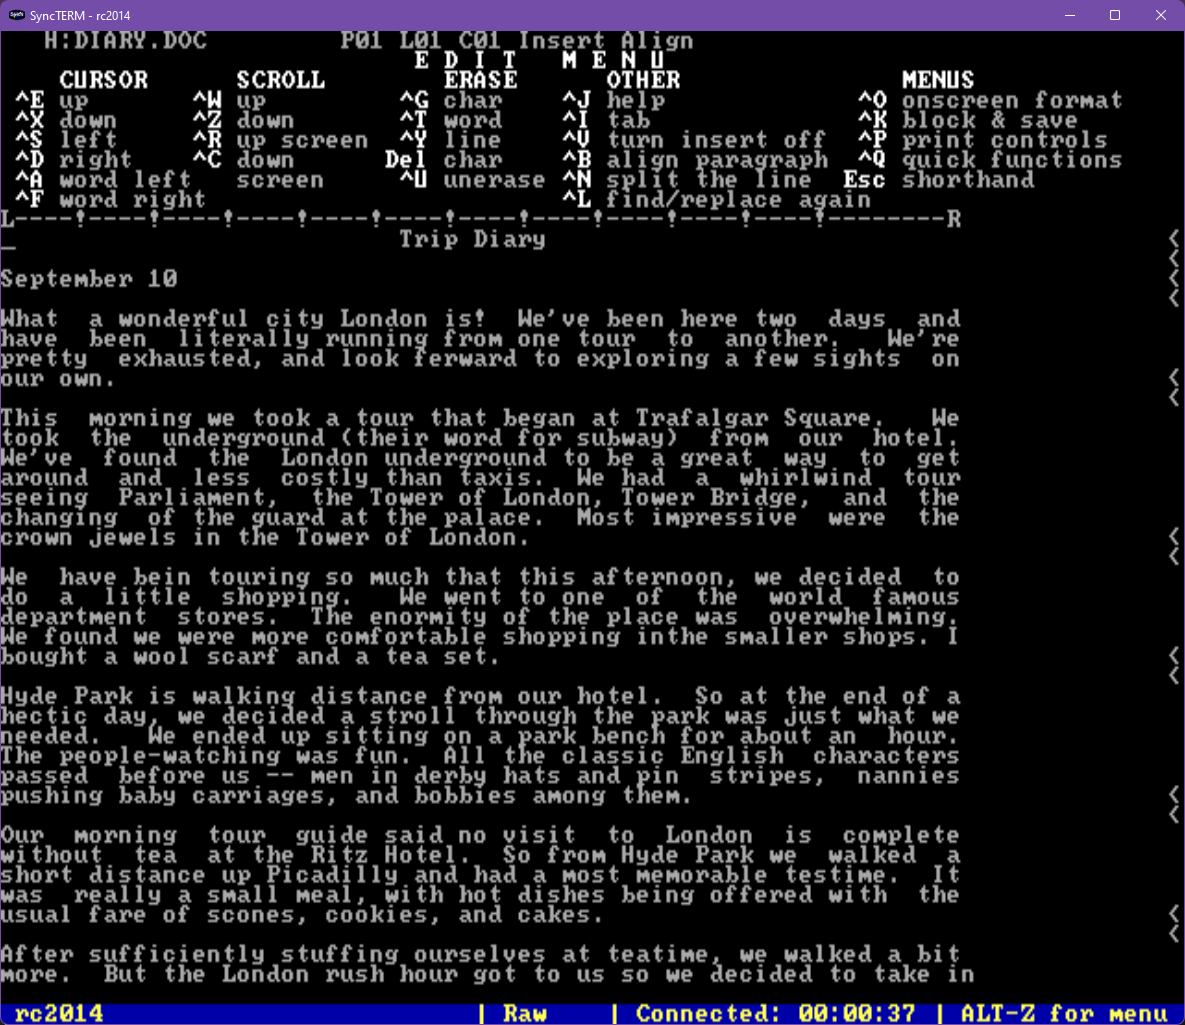 SyncTERM - rc2014
H:DIARY.DOC P01 L01 C01 Insert Align
E D I T M E N U
CURSOR SCROLL ERASE OTHER MENUS
^E up ^W up ^G char ^J help ^O onscreen format
^X down ^Z down ^T word ^I tab ^K block & save
^S left ^R up screen ^Y line ^V turn insert off ^P print controls
^D right ^C down Del char ^B align paragraph ^Q quick functions
^A word left screen ^U unerase ^N split the line Esc shorthand
^F word right ^L find/replace again
L----!----!----!----!----!----!----!----!----!----!----!--------R
_ Trip Diary <
<
September 10 <
<
What a wonderful city London is! We've been here two days and
have been literally running from one tour to another. We're
pretty exhausted, and look ferward to exploring a few sights on
our own. <
<
This morning we took a tour that began at Trafalgar Square. We
took the underground (their word for subway) from our hotel.
We've found the London underground to be a great way to get
around and less costly than taxis. We had a whirlwind tour
seeing Parliament, the Tower of London, Tower Bridge, and the
changing of the guard at the palace. Most impressive were the
crown jewels in the Tower of London. <
<
We have bein touring so much that this afternoon, we decided to
do a little shopping. We went to one of the world famous
department stores. The enormity of the place was overwhelming.
We found we were more comfortable shopping inthe smaller shops. I
bought a wool scarf and a tea set. <
<
Hyde Park is walking distance from our hotel. So at the end of a
hectic day, we decided a stroll through the park was just what we
needed. We ended up sitting on a park bench for about an hour.
The people-watching was fun. All the classic English characters
passed before us -- men in derby hats and pin stripes, nannies
pushing baby carriages, and bobbies among them. <
<
Our morning tour guide said no visit to London is complete
without tea at the Ritz Hotel. So from Hyde Park we walked a
short distance up Picadilly and had a most memorable testime. It
was really a small meal, with hot dishes being offered with the
usual fare of scones, cookies, and cakes. <
<
After sufficiently stuffing ourselves at teatime, we walked a bit
more. But the London rush hour got to us so we decided to take in
rc2014 | Raw | Connected: 00:00:37 | ALT-Z for menu